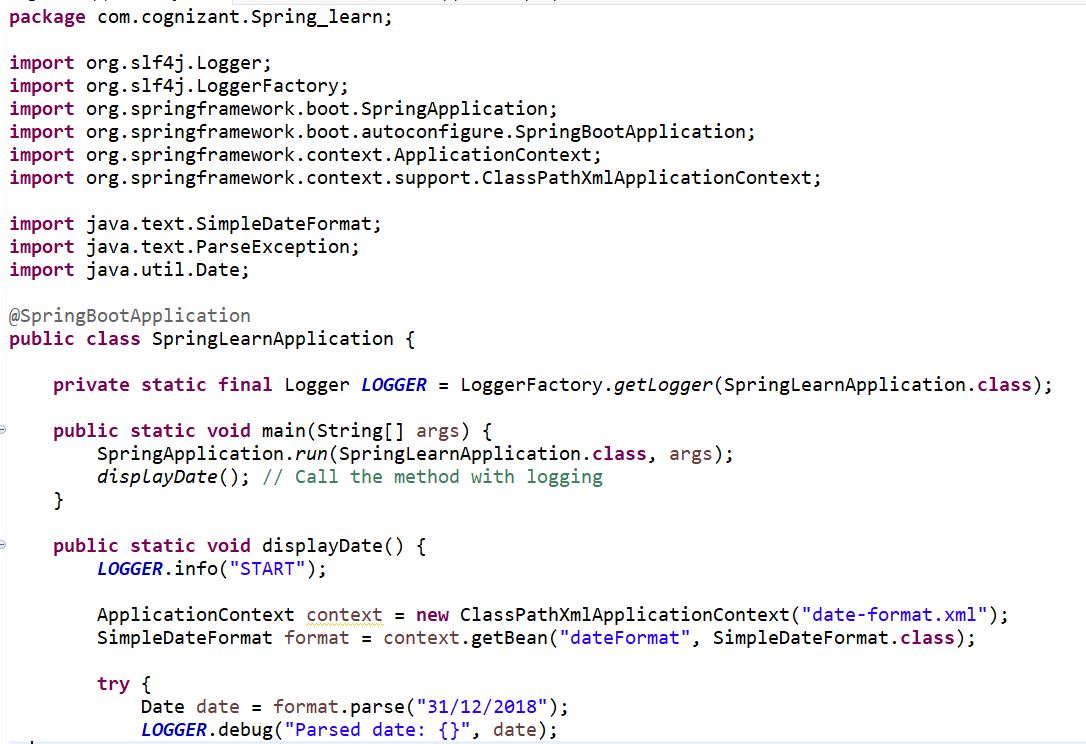 package com.cognizant.Spring_learn;
import org.slf4j.Logger;
import org.slf4j.LoggerFactory;
import org.springframework.boot.SpringApplication;
import org.springframework.boot.autoconfigure.SpringBootApplication;
import org.springframework.context.ApplicationContext;
import org.springframework.context.support.ClassPathXmlApplicationContext;
import java.text.SimpleDateFormat;
import java.text.ParseException;
import java.util.Date;
@SpringBootApplication
public class SpringLearnApplication {
    private static final Logger LOGGER = LoggerFactory.getLogger(SpringLearnApplication.class);
    public static void main(String[] args) {
        SpringApplication.run(SpringLearnApplication.class, args);
        displayDate(); // Call the method with logging
    }
    public static void displayDate() {
        LOGGER.info("START");
        ApplicationContext context = new ClassPathXmlApplicationContext("date-format.xml");
        SimpleDateFormat format = context.getBean("dateFormat", SimpleDateFormat.class);
        try {
            Date date = format.parse("31/12/2018");
            LOGGER.debug("Parsed date: {}", date);